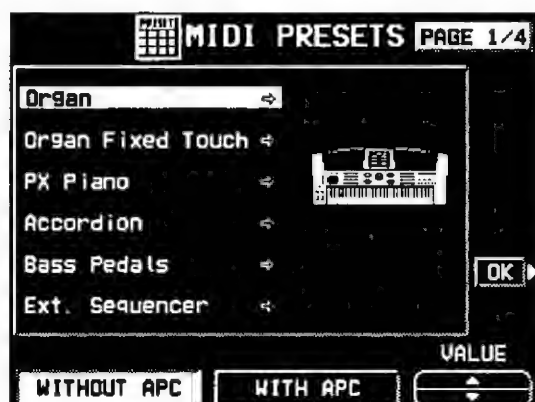 PRESET
MIDI PRESETS PAGE 1/4
Organ
Organ Fixed Touch
PX Piano
Accordion
Bass Pedals
Ext. Sequencer
OK
VALUE
WITHOUT APC WITH APC